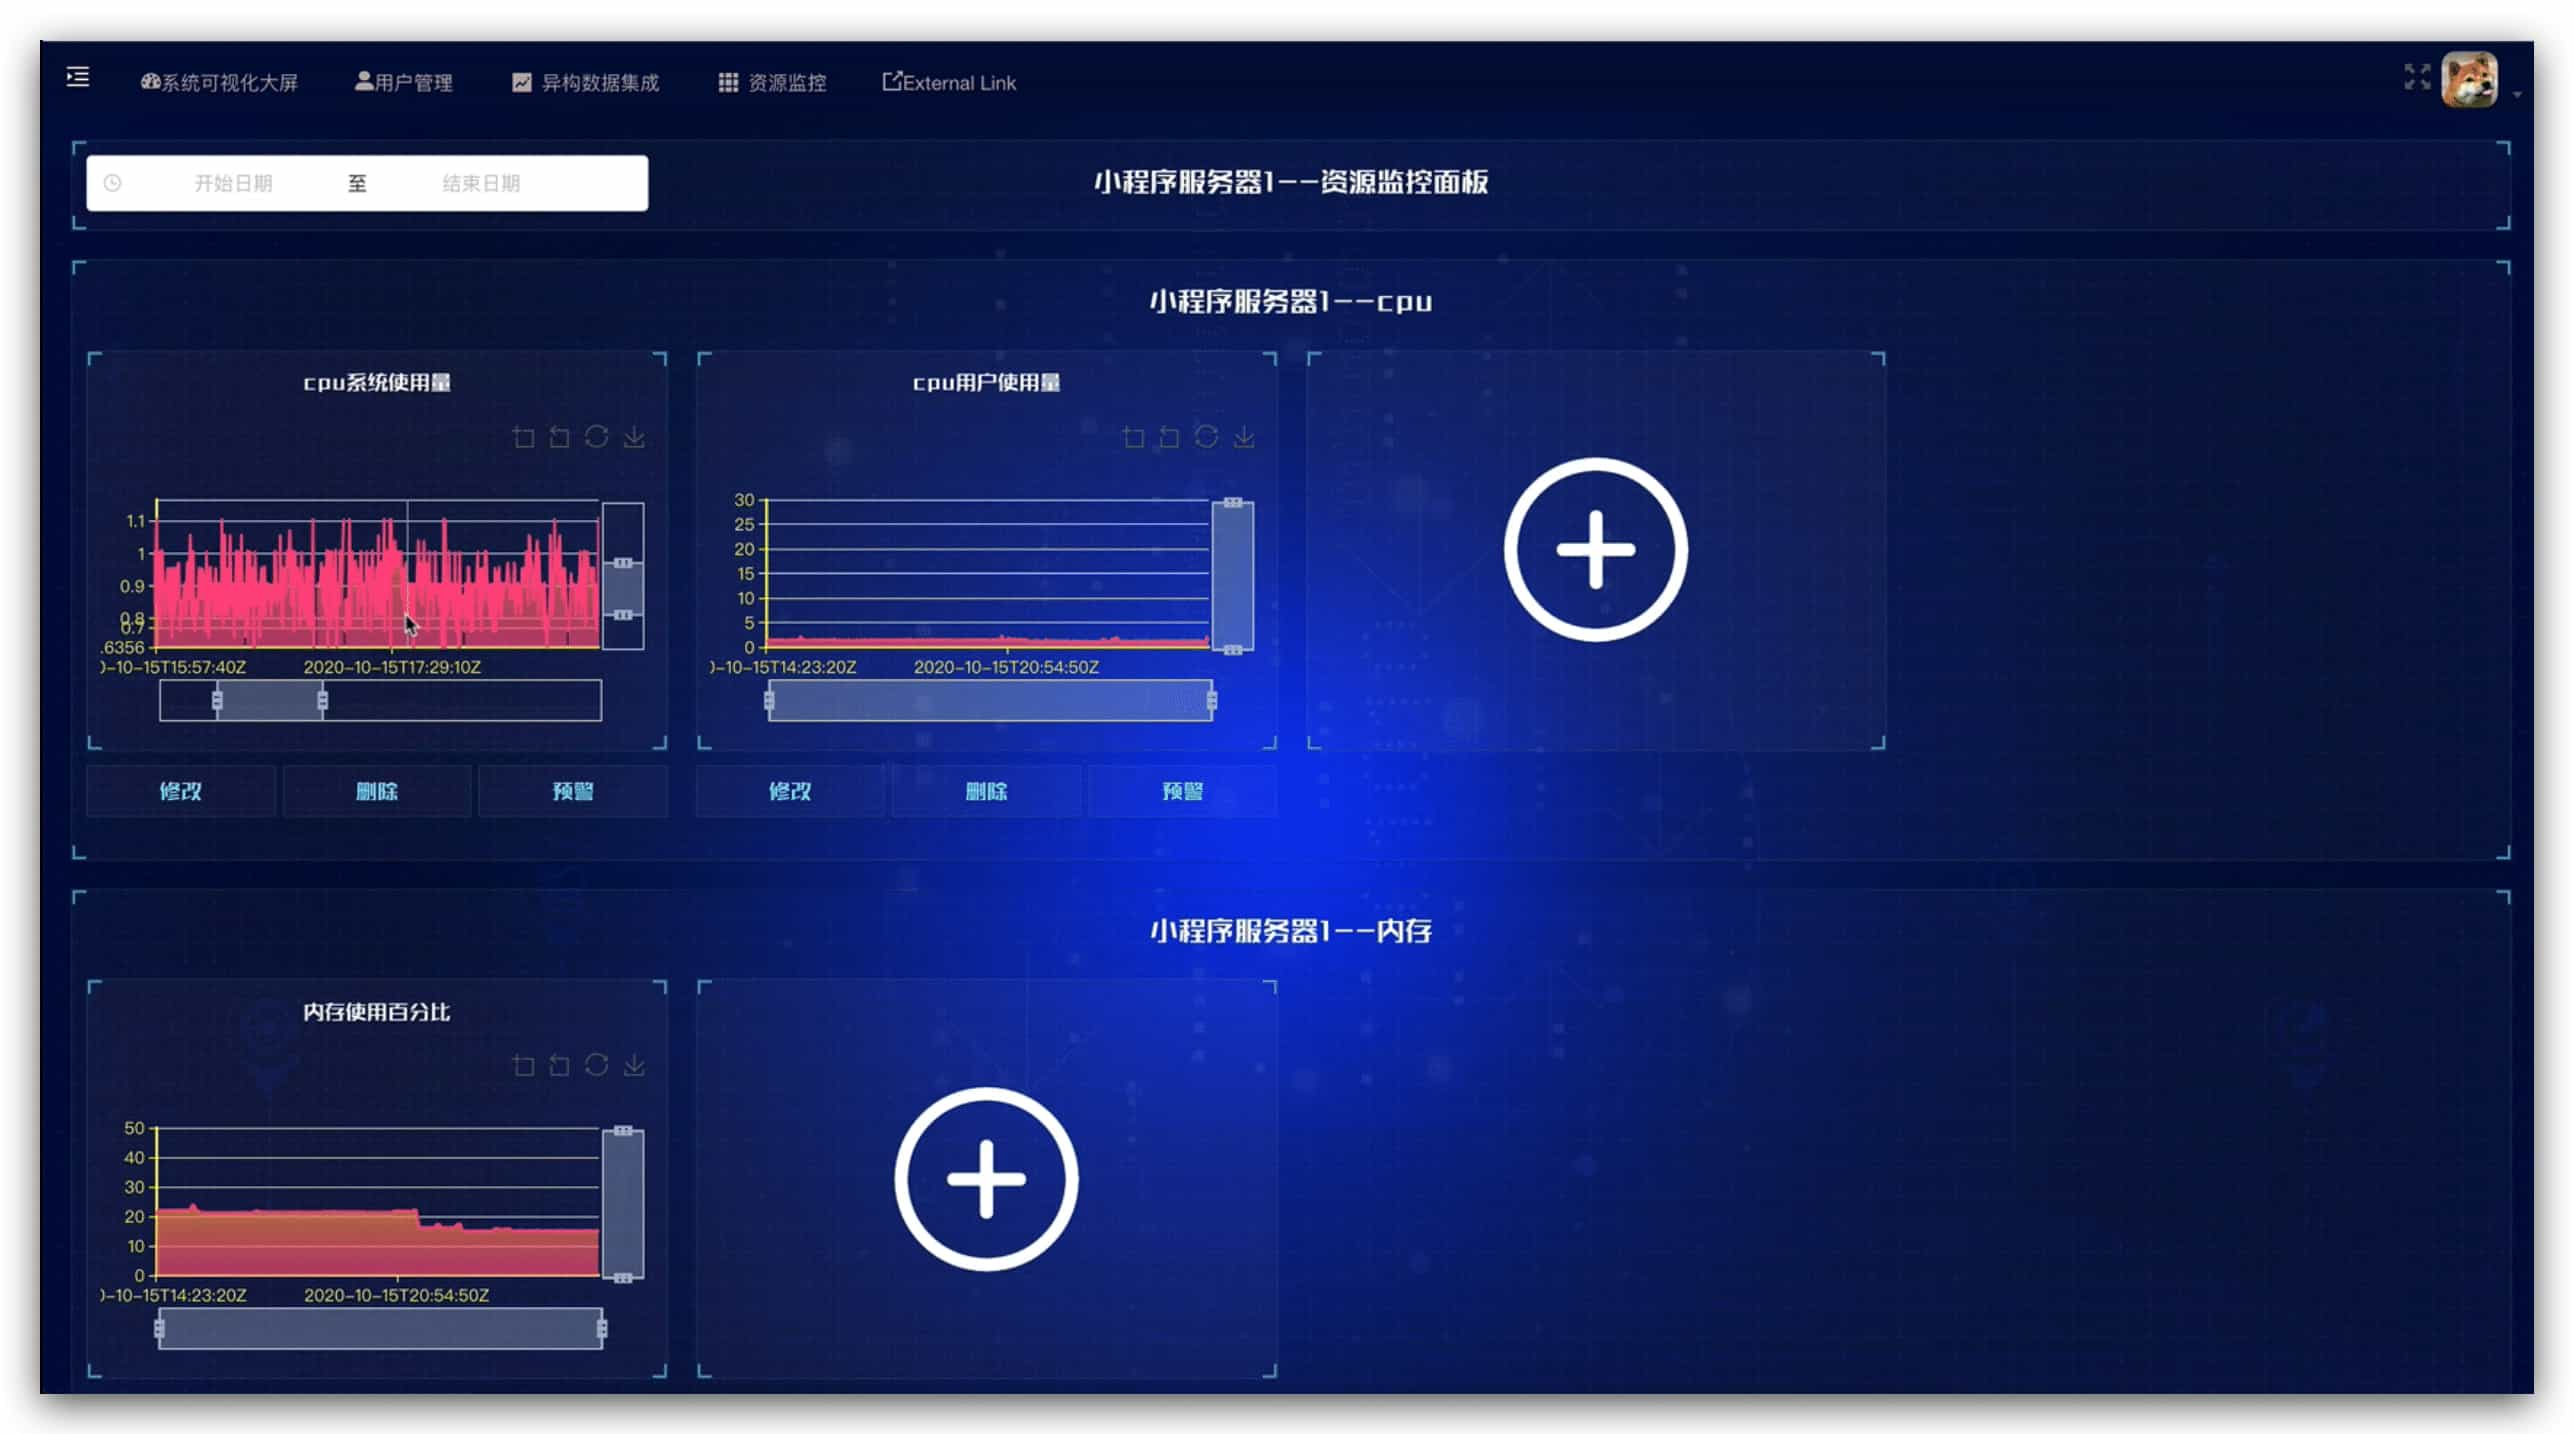 系统可视化大屏 用户管理 异构数据集成 资源监控 External Link
开始日期 至 结束日期
小程序服务器1——资源监控面板
小程序服务器1——cpu
cpu系统使用量
1.1
1
0.9
0.8
0.7
.6356
-10-15T15:57:40Z 2020-10-15T17:29:10Z
修改 删除 预警
cpu用户使用量
30
25
20
15
10
5
0
-10-15T14:23:20Z 2020-10-15T20:54:50Z
修改 删除 预警
小程序服务器1——内存
内存使用百分比
50
40
30
20
10
0
-10-15T14:23:20Z 2020-10-15T20:54:50Z